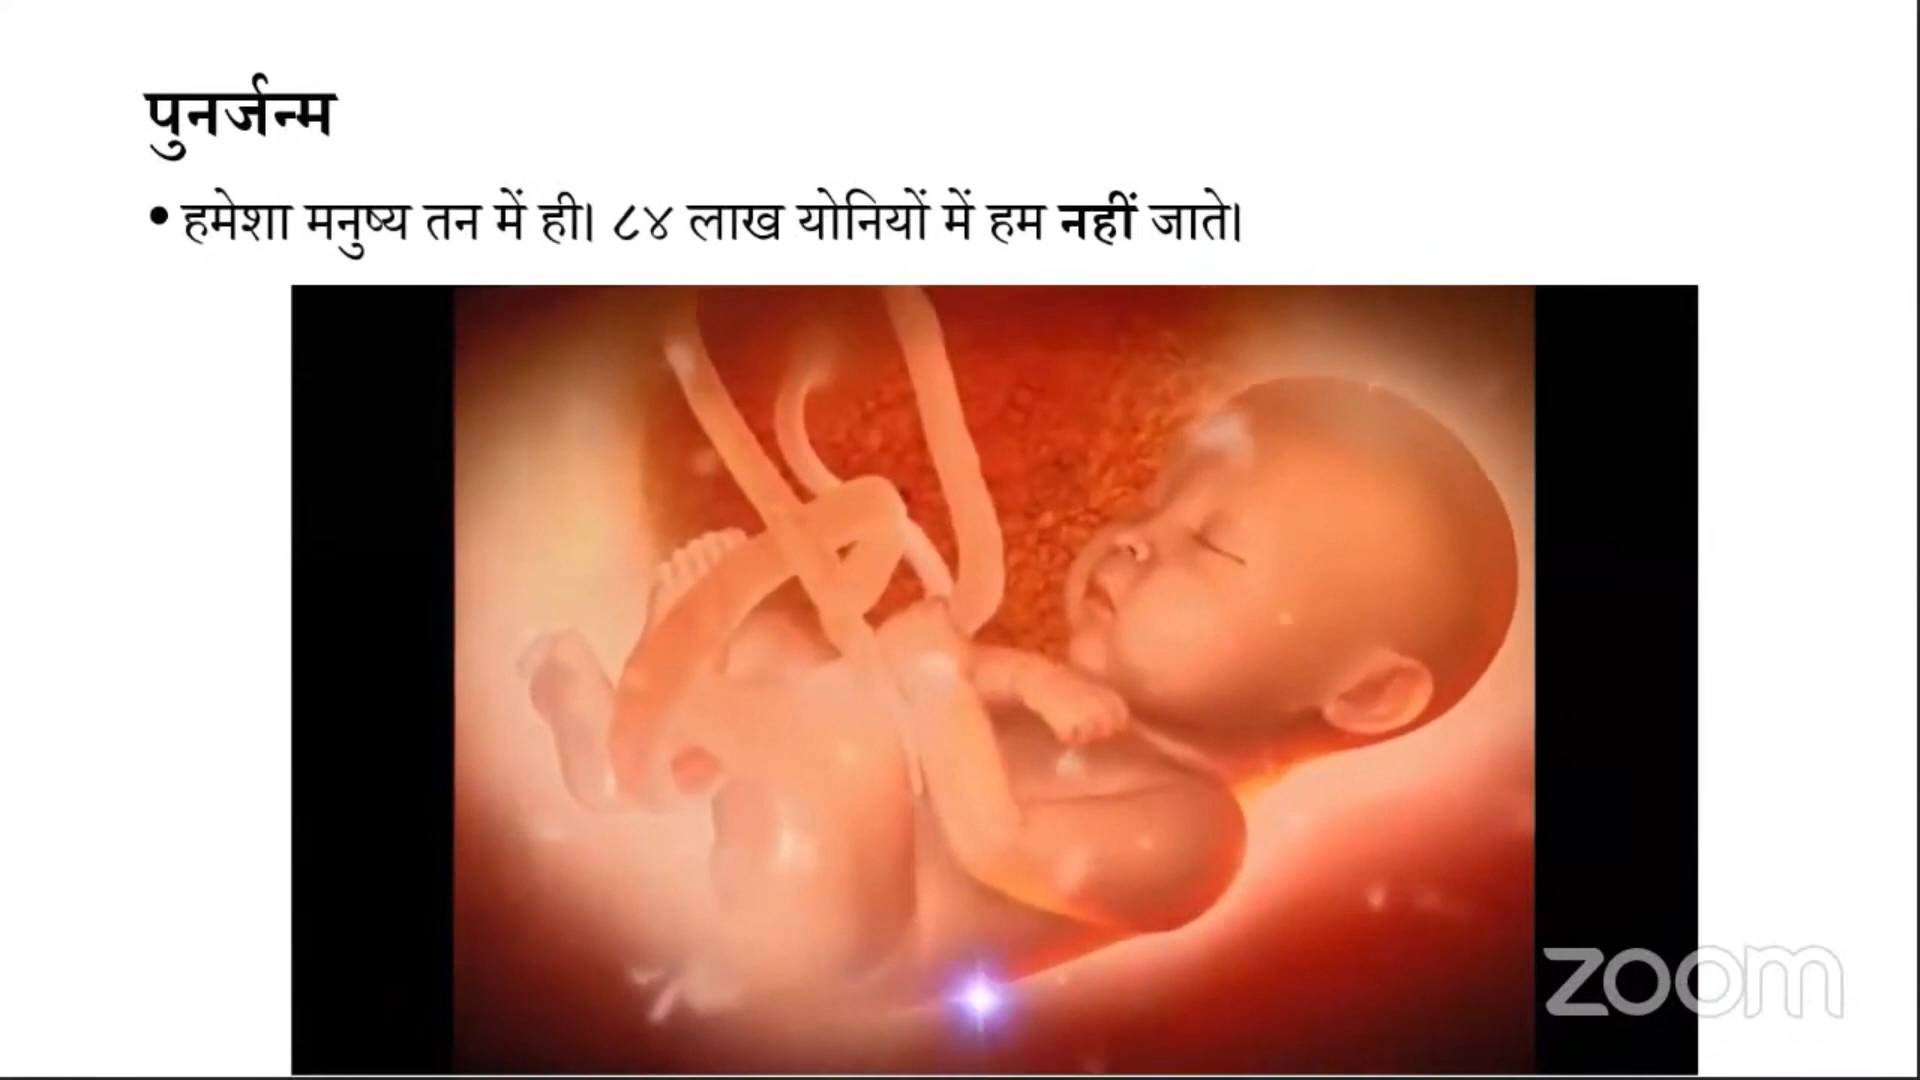 पुनर्जन्म
• हमेशा मनुष्य तन में ही। ८४ लाख योनियों में हम नहीं जाते।
zoom